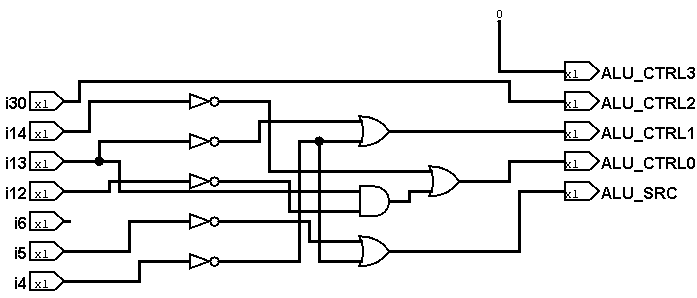 0
x1 ALU_CTRL3
i30 x1 x1 ALU_CTRL2
i14 x1 x1 ALU_CTRL1
i13 x1 x1 ALU_CTRL0
i12 x1 x1 ALU_SRC
i6 x1
i5 x1
i4 x1